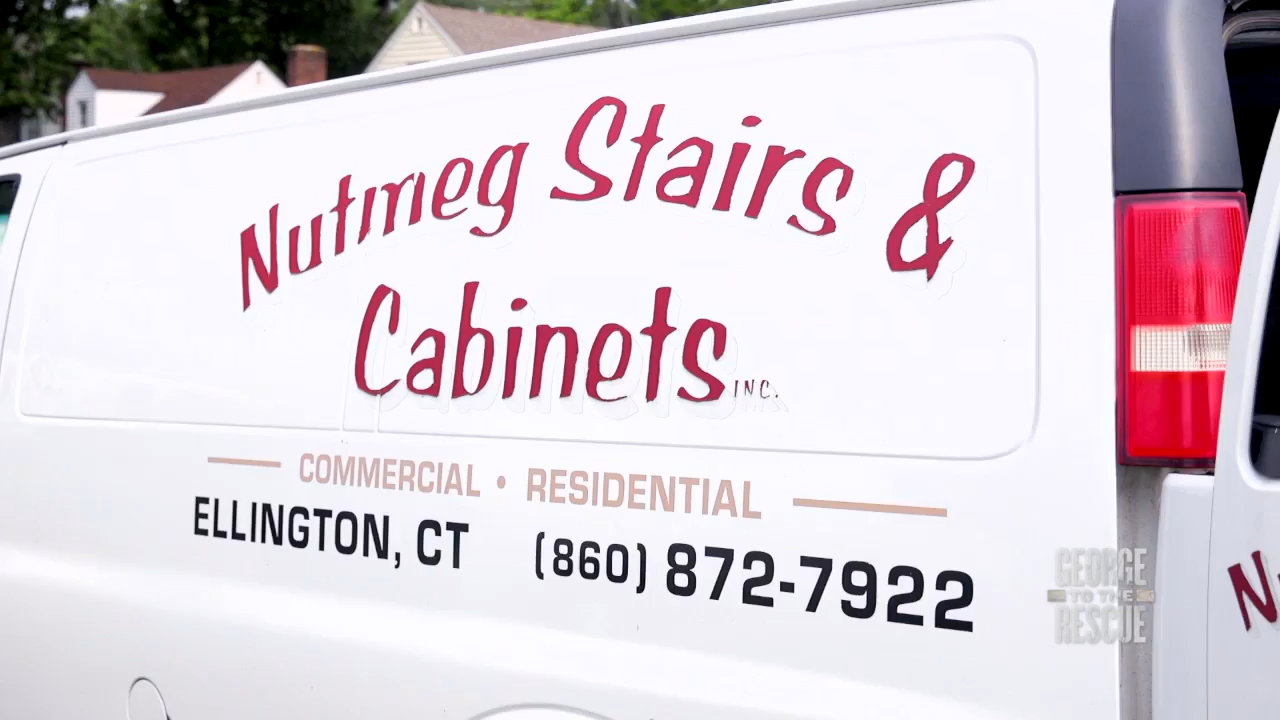 Nutmeg Stairs &
Cabinets INC.
COMMERCIAL • RESIDENTIAL
ELLINGTON, CT (860) 872-7922
GEORGE
TO THE
RESCUE